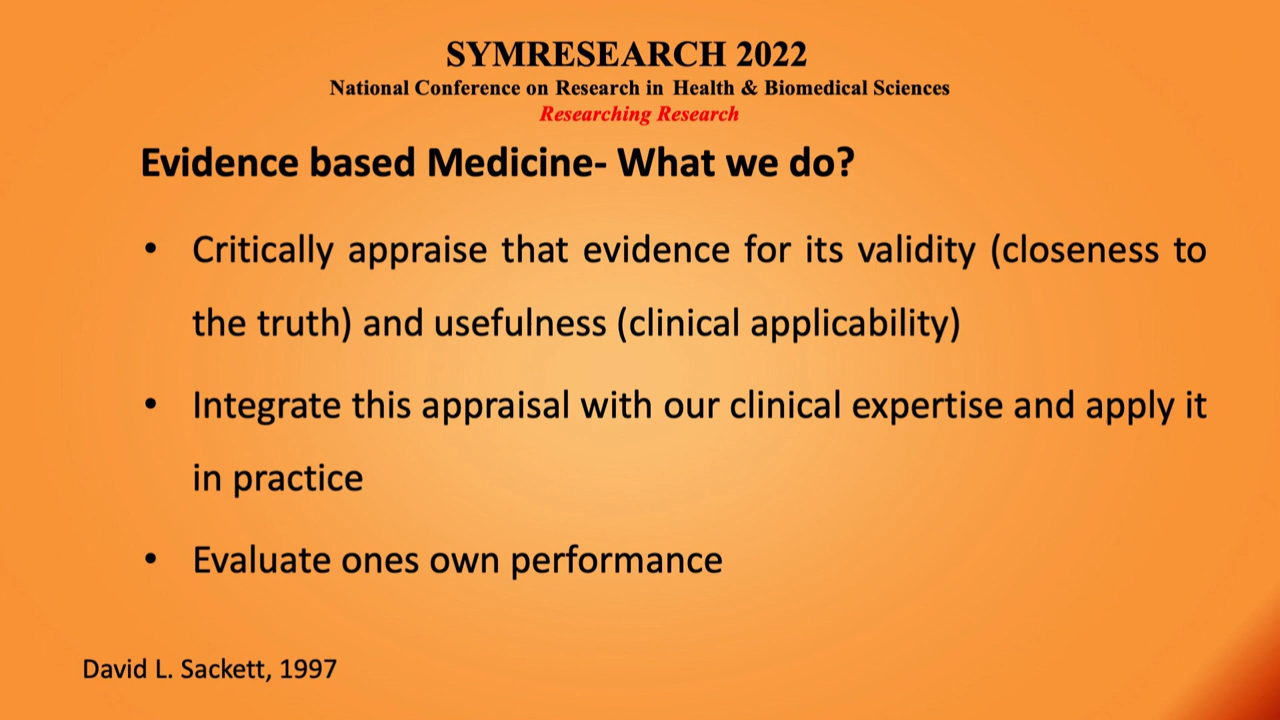 SYMRESEARCH 2022
National Conference on Research in Health & Biomedical Sciences
Researching Research
Evidence based Medicine- What we do?
• Critically appraise that evidence for its validity (closeness to
the truth) and usefulness (clinical applicability)
• Integrate this appraisal with our clinical expertise and apply it
in practice
• Evaluate ones own performance
David L. Sackett, 1997